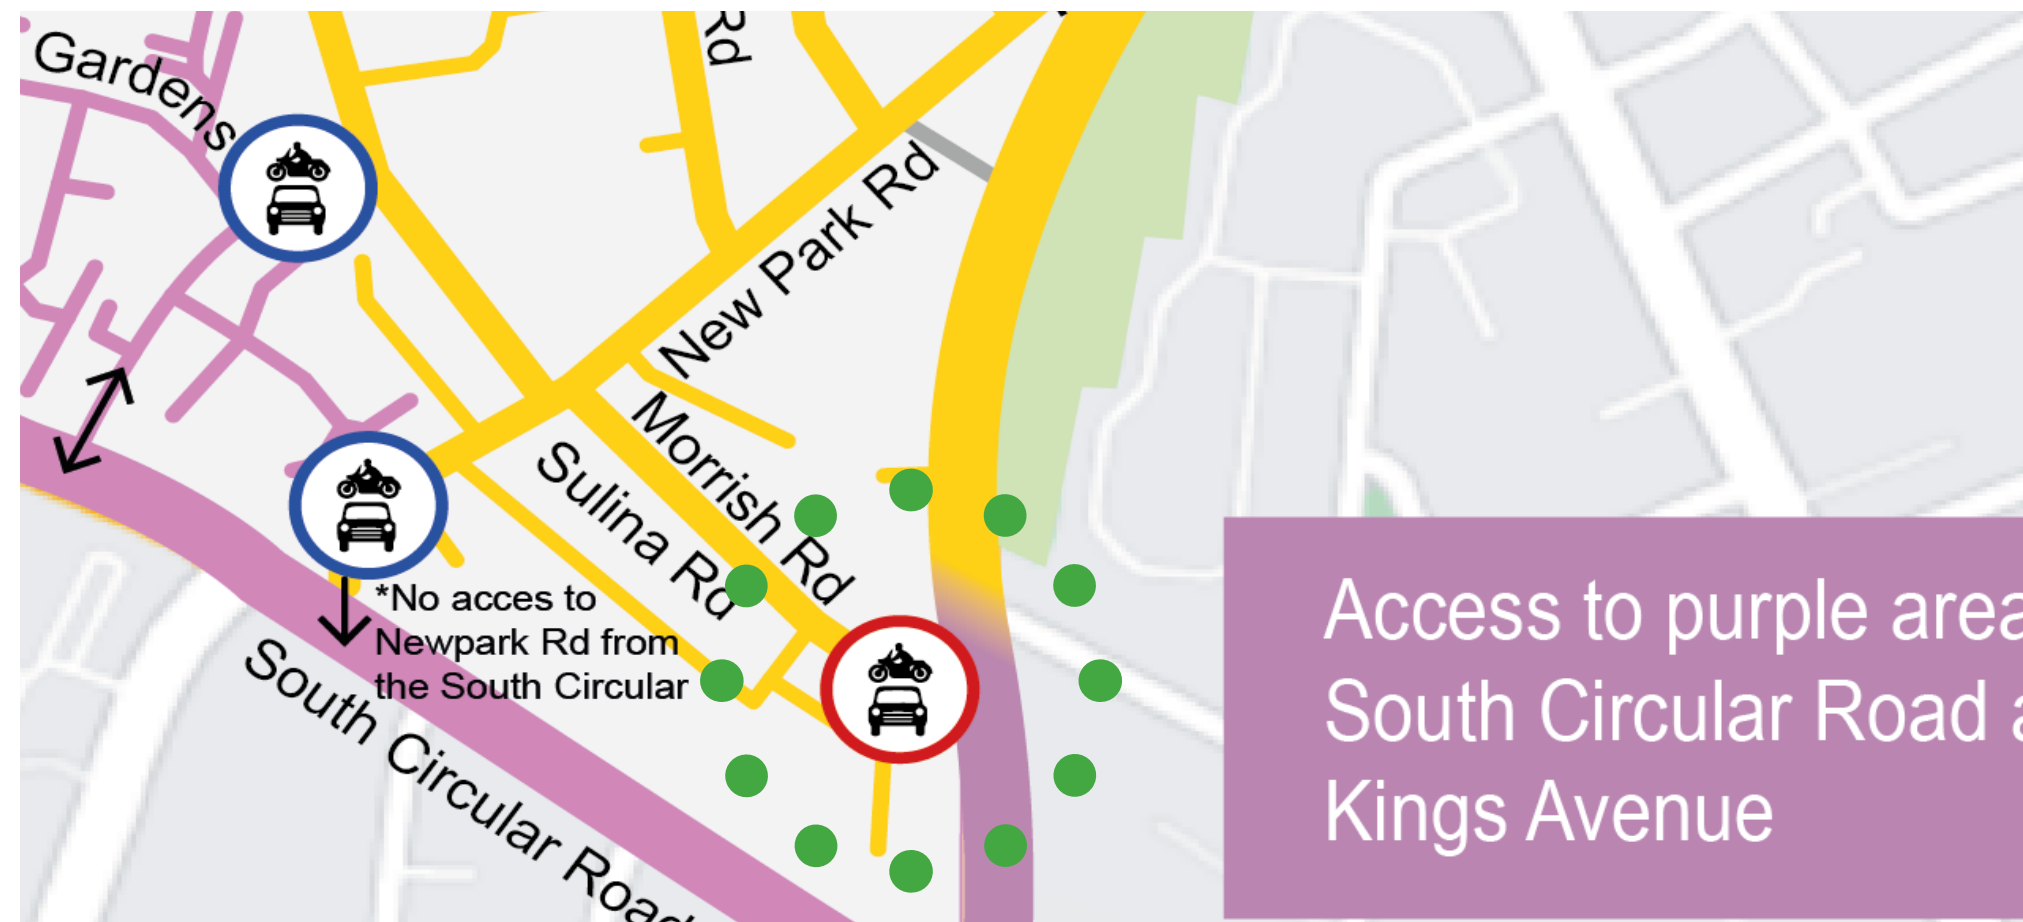 Gardens
Rd
New Park Rd
Morrish Rd
Sulina Rd
*No acces to
Newpark Rd from
the South Circular
South Circular Road
Access to purple area
South Circular Road
Kings Avenue